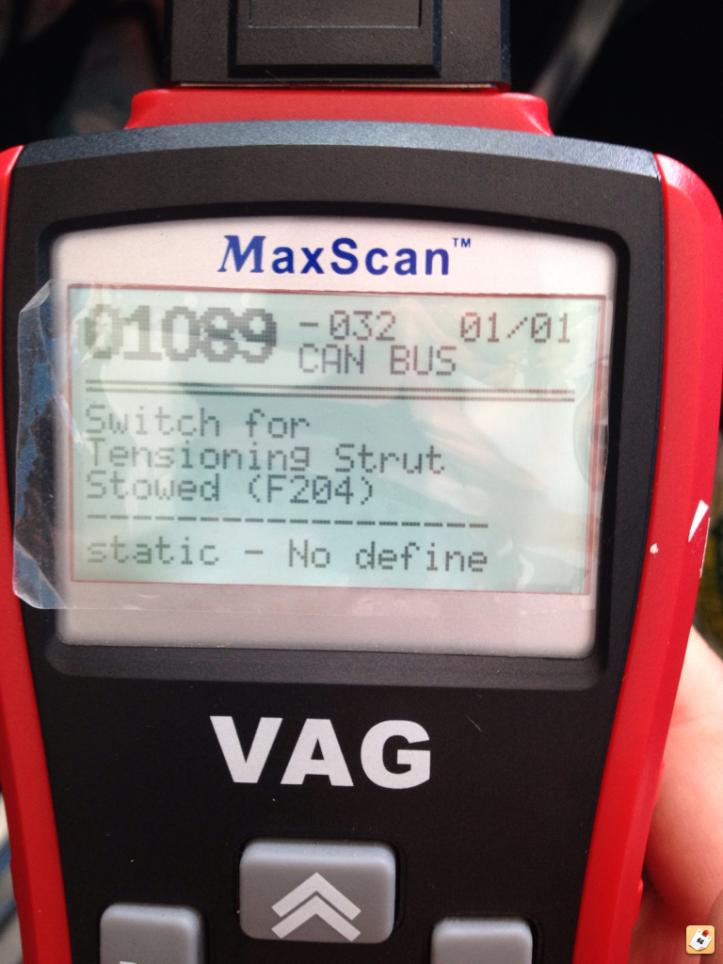 MaxScan™
01089 -032 01/01
CAN BUS
Switch for
Tensioning Strut
Stowed (F204)
static - No define
VAG